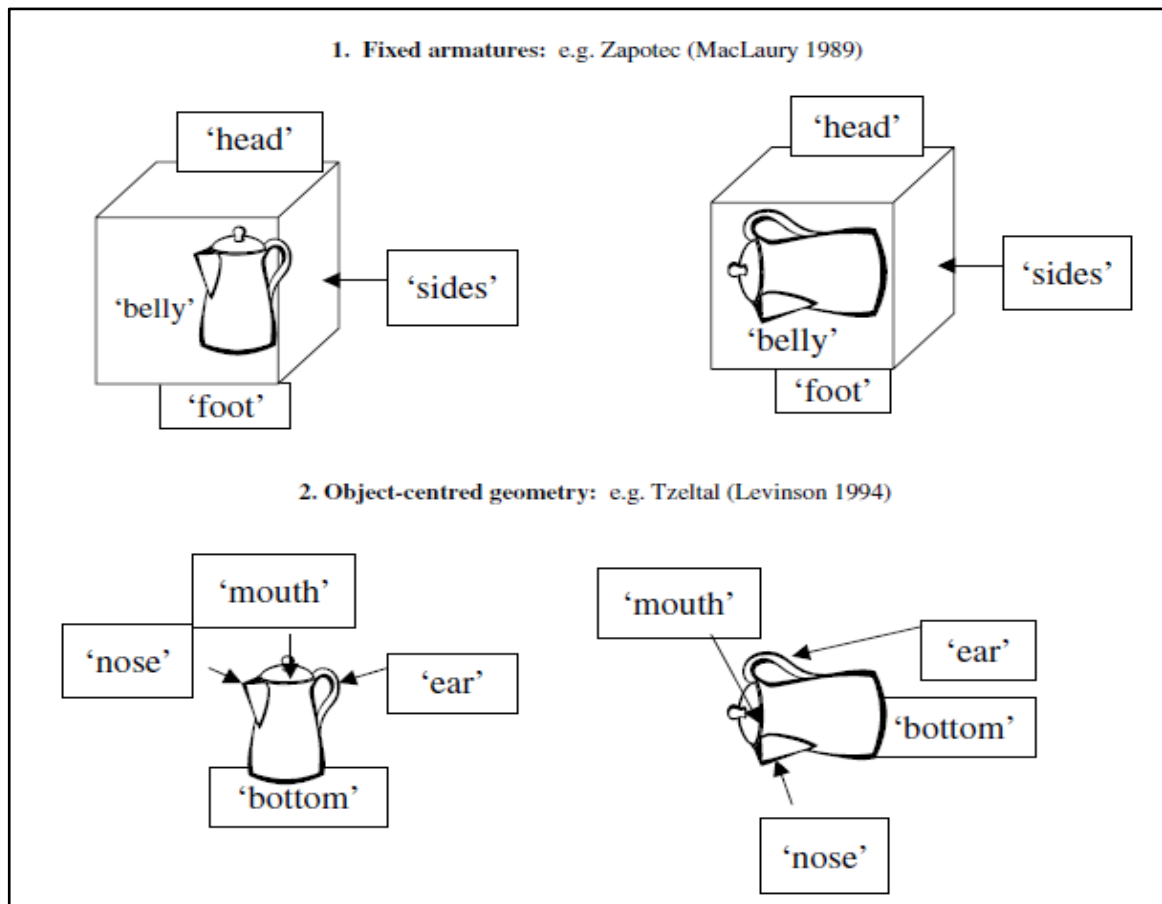 1. Fixed armatures: e.g. Zapotec (MacLaury 1989)
‘head’
‘belly’
‘sides’
‘foot’
‘head’
‘belly’
‘sides’
‘foot’
2. Object-centred geometry: e.g. Tzeltal (Levinson 1994)
‘mouth’
‘nose’
‘ear’
‘bottom’
‘mouth’
‘ear’
‘bottom’
‘nose’